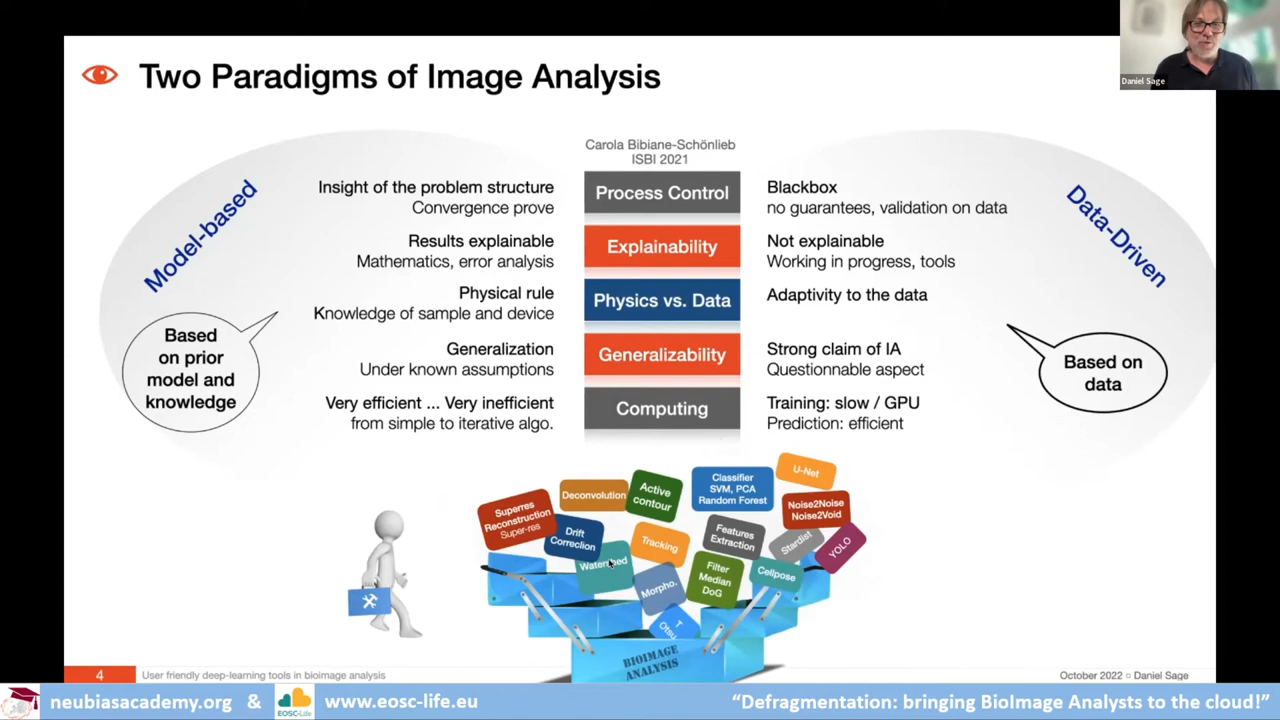 Two Paradigms of Image Analysis
Daniel Sage
Carola Bibiane-Schönlieb
ISBI 2021
Model-based
Data-Driven
Insight of the problem structure
Convergence prove
Process Control
Blackbox
no guarantees, validation on data
Results explainable
Mathematics, error analysis
Explainability
Not explainable
Working in progress, tools
Physical rule
Knowledge of sample and device
Physics vs. Data
Adaptivity to the data
Generalization
Under known assumptions
Generalizability
Strong claim of IA
Questionnable aspect
Very efficient ... Very inefficient
from simple to iterative algo.
Computing
Training: slow / GPU
Prediction: efficient
Based
on prior
model and
knowledge
Based on
data
Superres
Reconstruction
Super-res
Deconvolution
Active
contour
Classifier
SVM, PCA
Random Forest
U-Net
Noise2Noise
Noise2Void
Drift
Correction
Tracking
Features
Extraction
Stardist
YOLO
Watershed
Morpho.
Filter
Median
DoG
Cellpose
T
Otsu
BIOIMAGE
ANALYSIS
4
User friendly deep-learning tools in bioimage analysis
October 2022 □ Daniel Sage
neubiasacademy.org & EOSC-Life www.eosc-life.eu “Defragmentation: bringing BioImage Analysts to the cloud!”